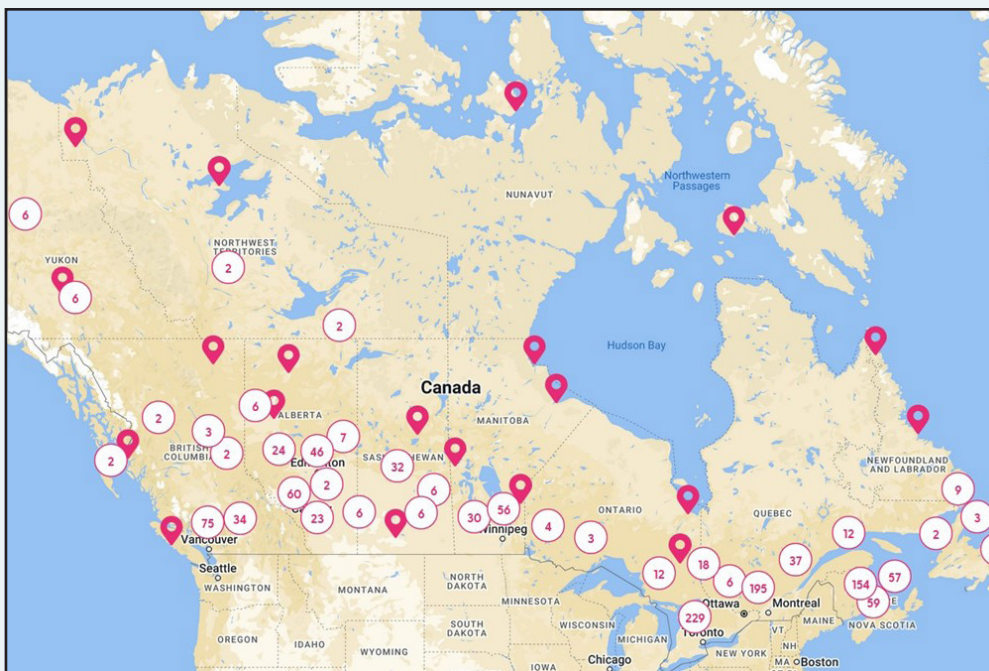 Northwestern
Passages
NUNAVUT
6
NORTHWEST
TERRITORIES
YUKON
2
6
2
Hudson Bay
Canada
6
ALBERTA
2
MANITOBA
3
7
BRITISH
COLUMBIA
2
24
46
SASKATCHEWAN
2
Edmonton
32
NEWFOUNDLAND
AND LABRADOR
2
6
9
60
6
ONTARIO
QUEBEC
75
34
23
6
6
30
56
3
Winnipeg
4
12
2
Vancouver
3
37
Seattle
12
18
6
195
154
57
WASHINGTON
MONTANA
NORTH
DAKOTA
MINNESOTA
Ottawa
Montreal
59
NOVA SCOTIA
229
MAINE
OREGON
IDAHO
SOUTH
DAKOTA
WISCONSIN
Toronto
VT
MICHIGAN
NH
WYOMING
NEW YORK
IOWA
Chicago
MA
Boston